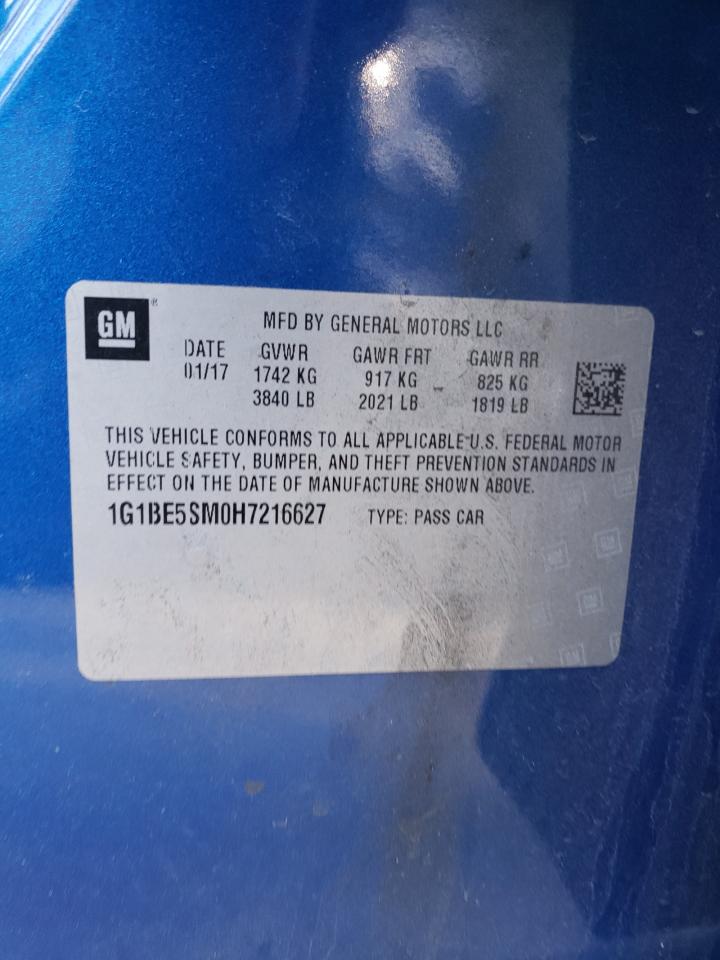 GM ®
MFD BY GENERAL MOTORS LLC
DATE GVWR GAWR FRT GAWR RR
01/17 1742 KG 917 KG 825 KG
3840 LB 2021 LB 1819 LB
THIS VEHICLE CONFORMS TO ALL APPLICABLE U.S. FEDERAL MOTOR
VEHICLE SAFETY, BUMPER, AND THEFT PREVENTION STANDARDS IN
EFFECT ON THE DATE OF MANUFACTURE SHOWN ABOVE.
1G1BE5SM0H7216627 TYPE: PASS CAR